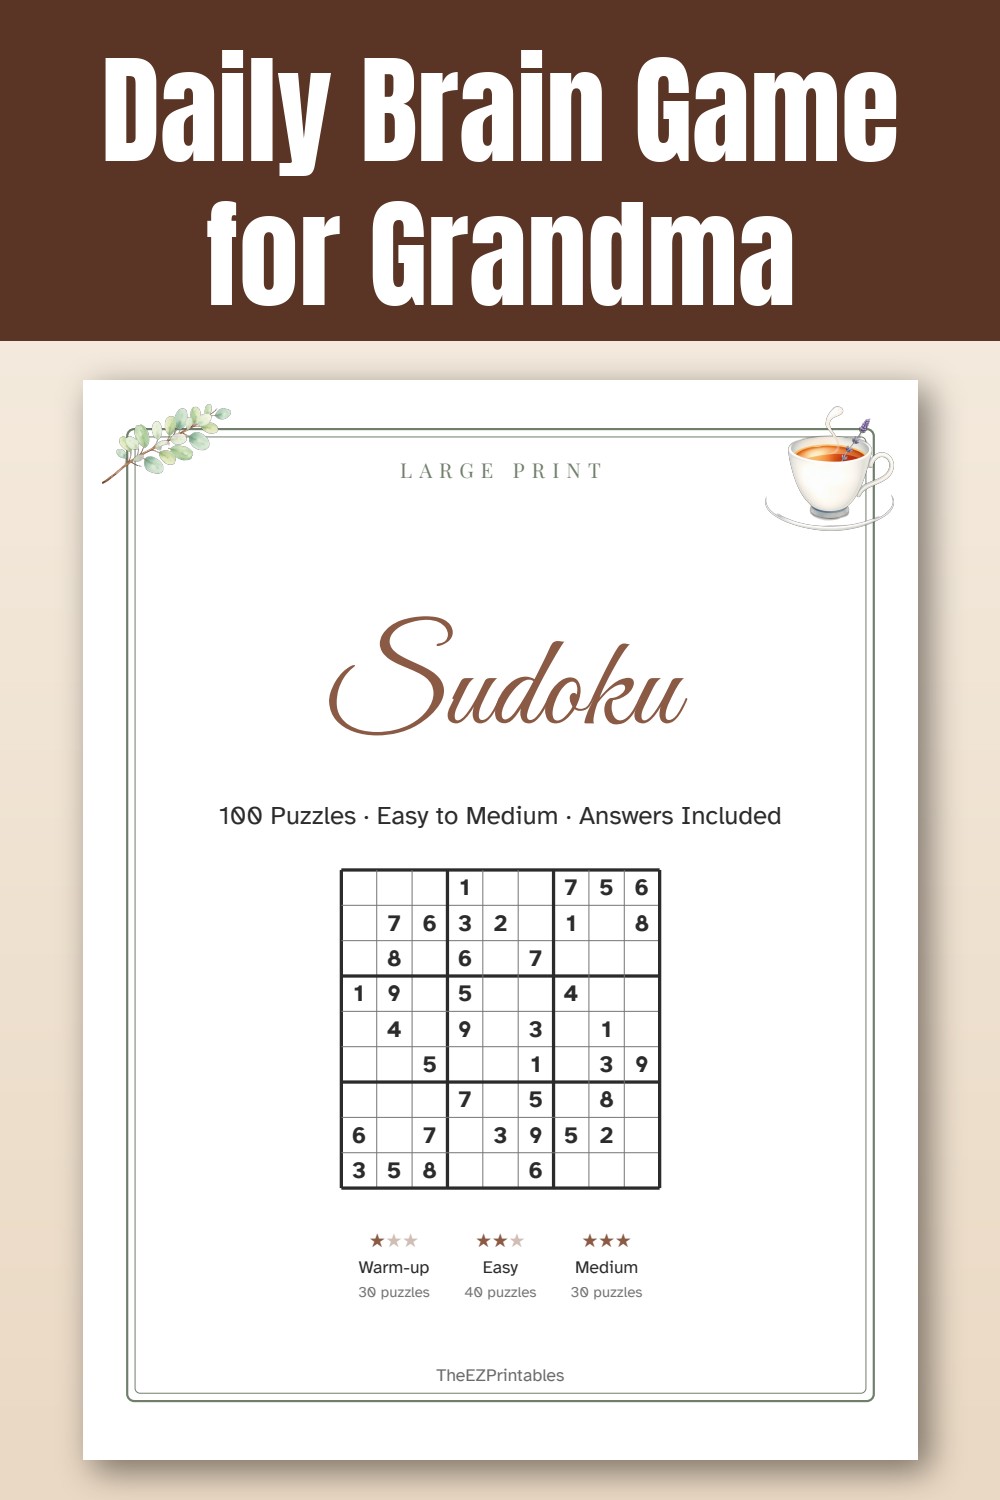 Daily Brain Game
for Grandma
LARGE PRINT
Sudoku
100 Puzzles · Easy to Medium · Answers Included
1 7 5 6
7 6 3 2 1 8
8 6 7
1 9 5 4
4 9 3 1
5 1 3 9
7 5 8
6 7 3 9 5 2
3 5 8 6
★★★ ★★★ ★★★
Warm-up Easy Medium
30 puzzles 40 puzzles 30 puzzles
TheEZPrintables